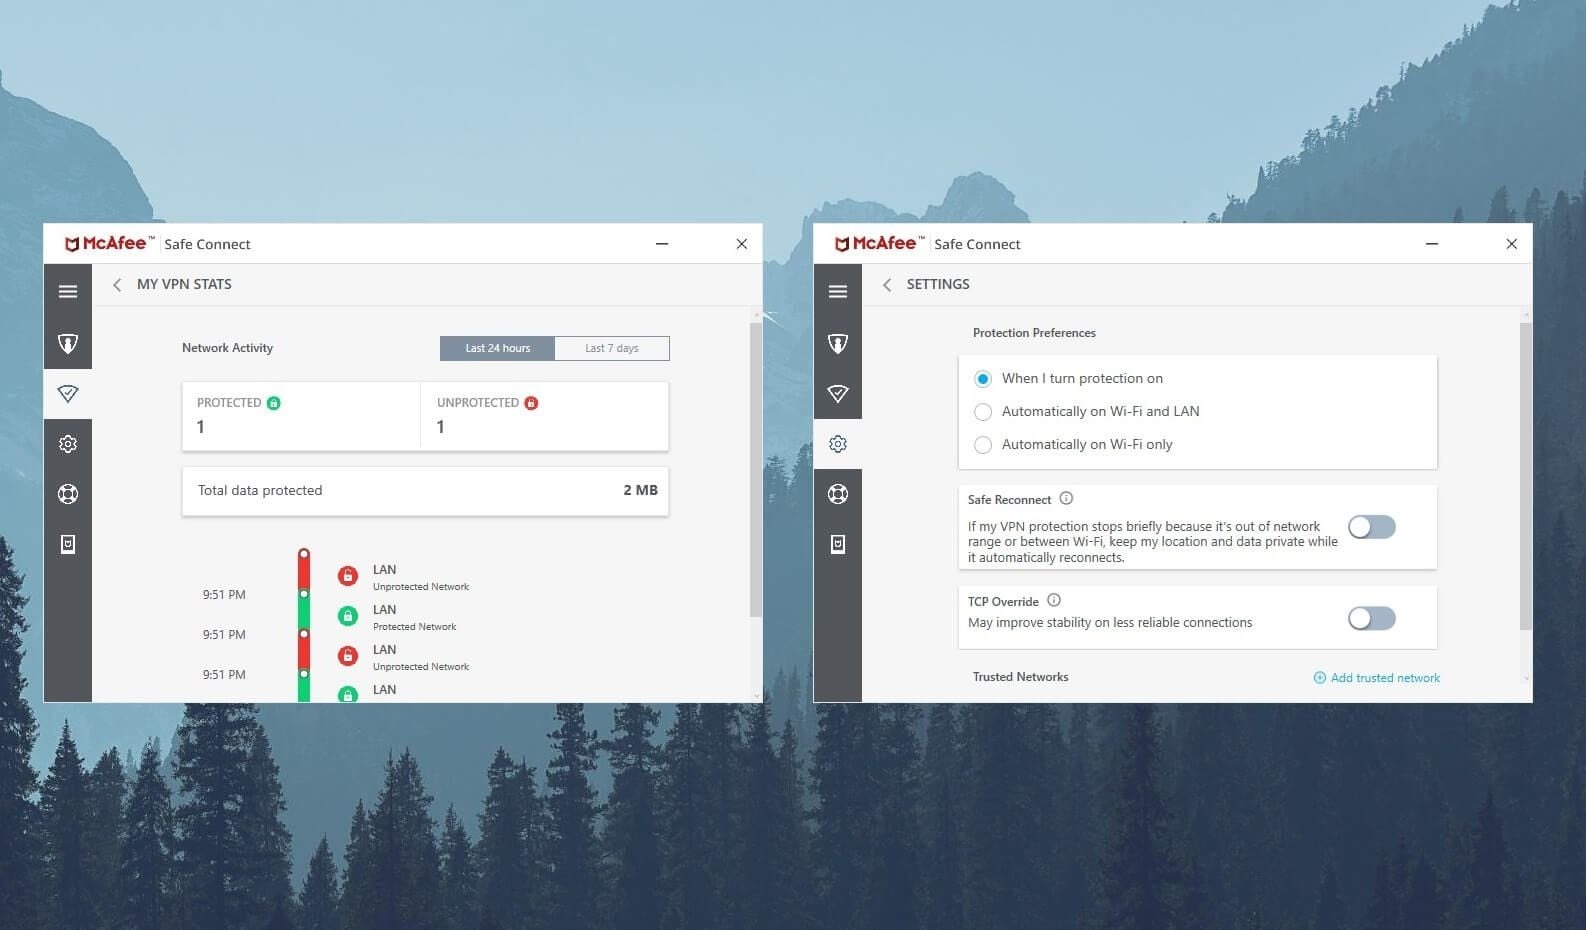 McAfee™ Safe Connect
MY VPN STATS
Network Activity
Last 24 hours
Last 7 days
PROTECTED
1
UNPROTECTED
1
Total data protected
2 MB
LAN
Unprotected Network
9:51 PM
LAN
Protected Network
9:51 PM
LAN
Unprotected Network
9:51 PM
LAN
McAfee™ Safe Connect
SETTINGS
Protection Preferences
When I turn protection on
Automatically on Wi-Fi and LAN
Automatically on Wi-Fi only
Safe Reconnect
If my VPN protection stops briefly because it's out of network
range or between Wi-Fi, keep my location and data private while
it automatically reconnects.
TCP Override
May improve stability on less reliable connections
Trusted Networks
Add trusted network